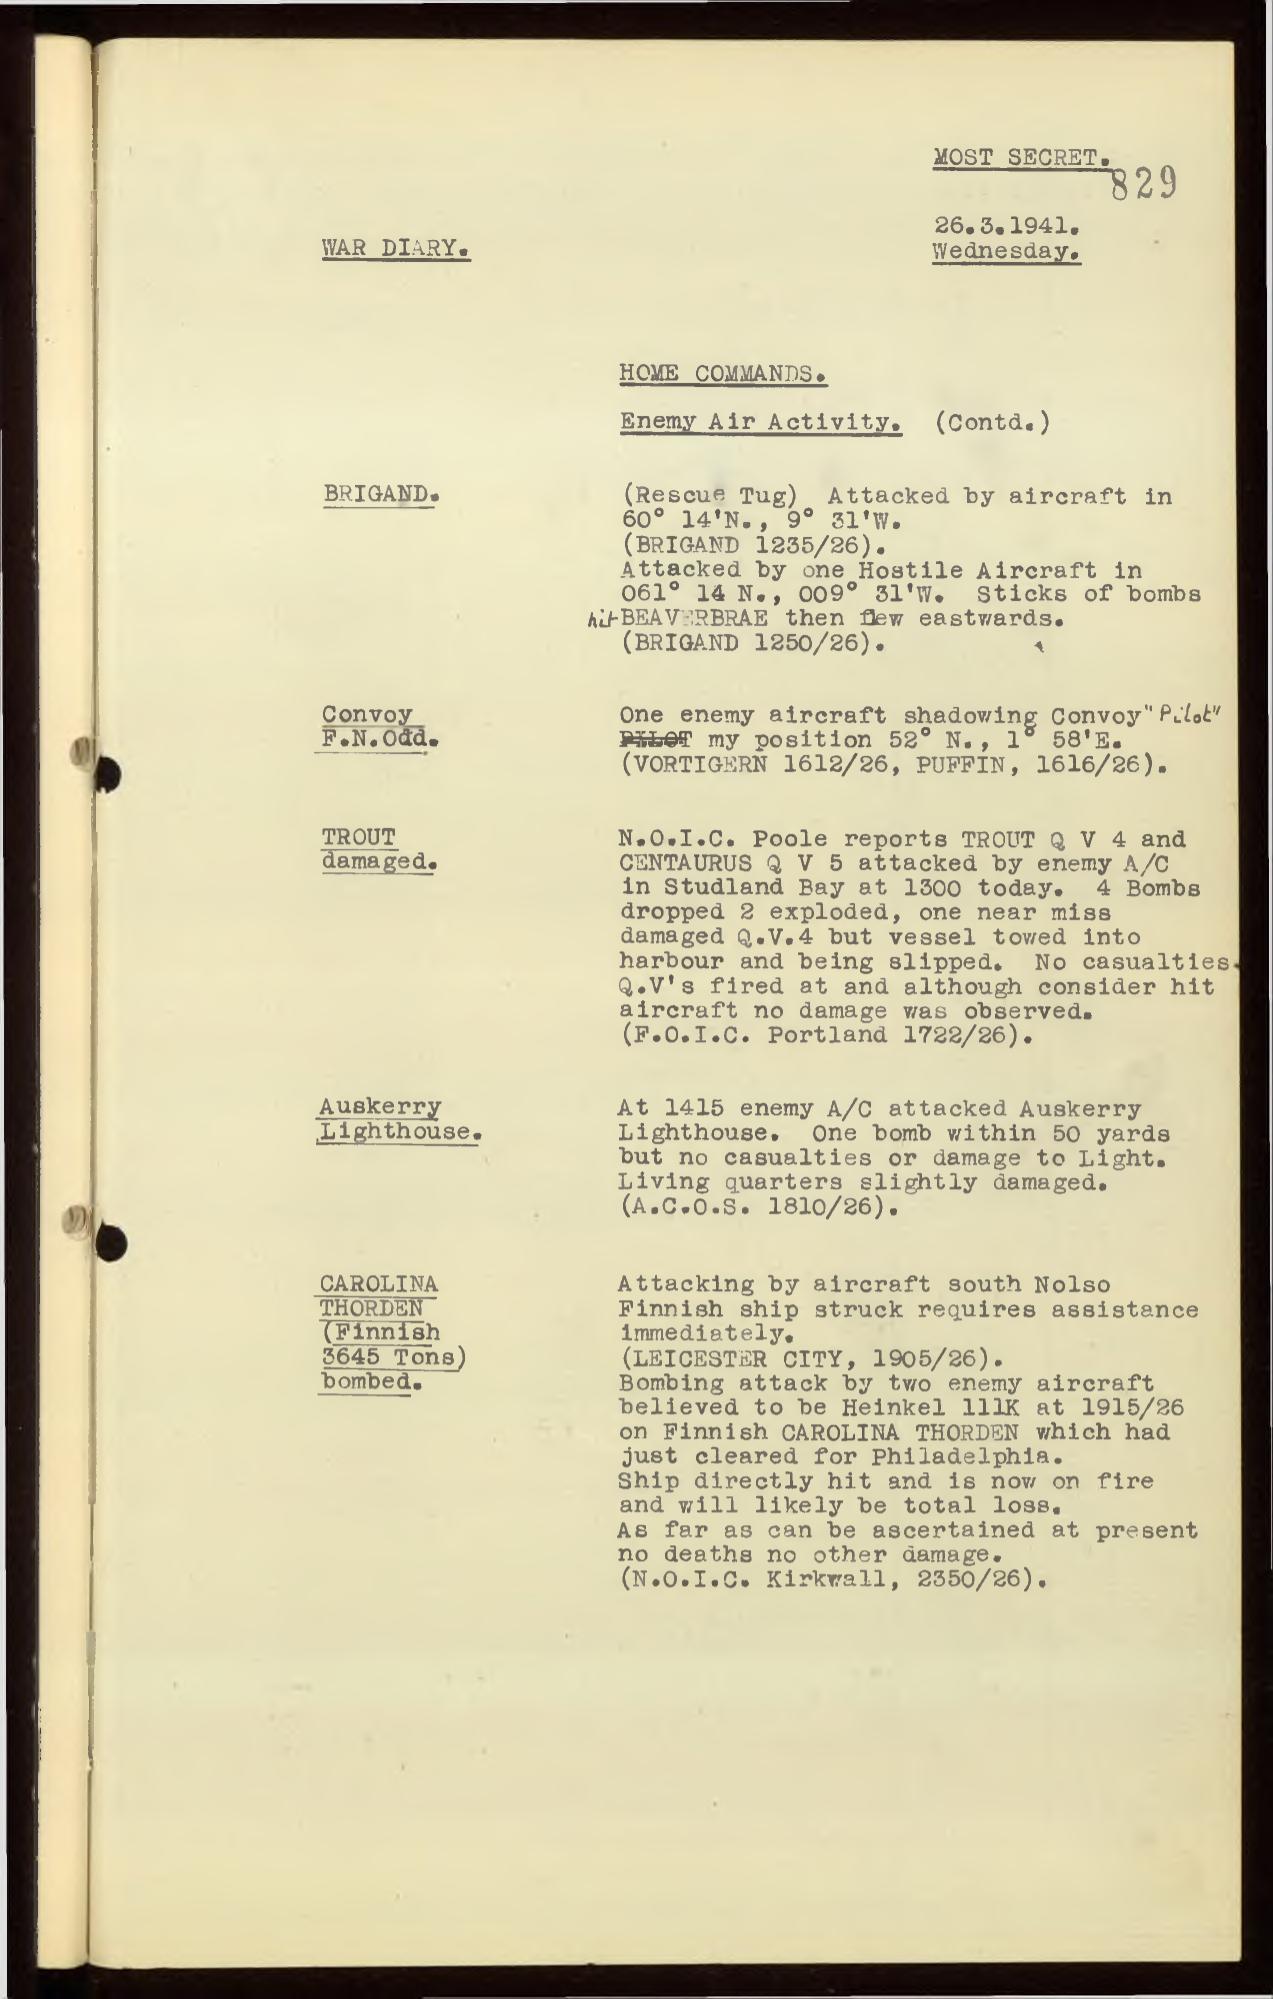 MOST SECRET.
829
26.3.1941.
WAR DIARY.
Wednesday.
HOME COMMANDS.
Enemy Air Activity. (Contd.)
BRIGAND.
(Rescue Tug) Attacked by aircraft in
60° 14'N., 9° 31'W.
(BRIGAND 1235/26).
Attacked by one Hostile Aircraft in
061° 14 N., 009° 31'W. Sticks of bombs
hit BEAVERBRAE then flew eastwards.
(BRIGAND 1250/26).
Convoy
F.N.Odd.
One enemy aircraft shadowing Convoy "Pilot"
PILOT my position 52° N., 1° 58'E.
(VORTIGERN 1612/26, PUFFIN, 1616/26).
TROUT
damaged.
N.O.I.C. Poole reports TROUT Q V 4 and
CENTAURUS Q V 5 attacked by enemy A/C
in Studland Bay at 1300 today. 4 Bombs
dropped 2 exploded, one near miss
damaged Q.V.4 but vessel towed into
harbour and being slipped. No casualties.
Q.V's fired at and although consider hit
aircraft no damage was observed.
(F.O.I.C. Portland 1722/26).
Auskerry
Lighthouse.
At 1415 enemy A/C attacked Auskerry
Lighthouse. One bomb within 50 yards
but no casualties or damage to Light.
Living quarters slightly damaged.
(A.C.O.S. 1810/26).
CAROLINA
THORDEN
(Finnish
3645 Tons)
bombed.
Attacking by aircraft south Nolso
Finnish ship struck requires assistance
immediately.
(LEICESTER CITY, 1905/26).
Bombing attack by two enemy aircraft
believed to be Heinkel 111K at 1915/26
on Finnish CAROLINA THORDEN which had
just cleared for Philadelphia.
Ship directly hit and is now on fire
and will likely be total loss.
As far as can be ascertained at present
no deaths no other damage.
(N.O.I.C. Kirkwall, 2350/26).